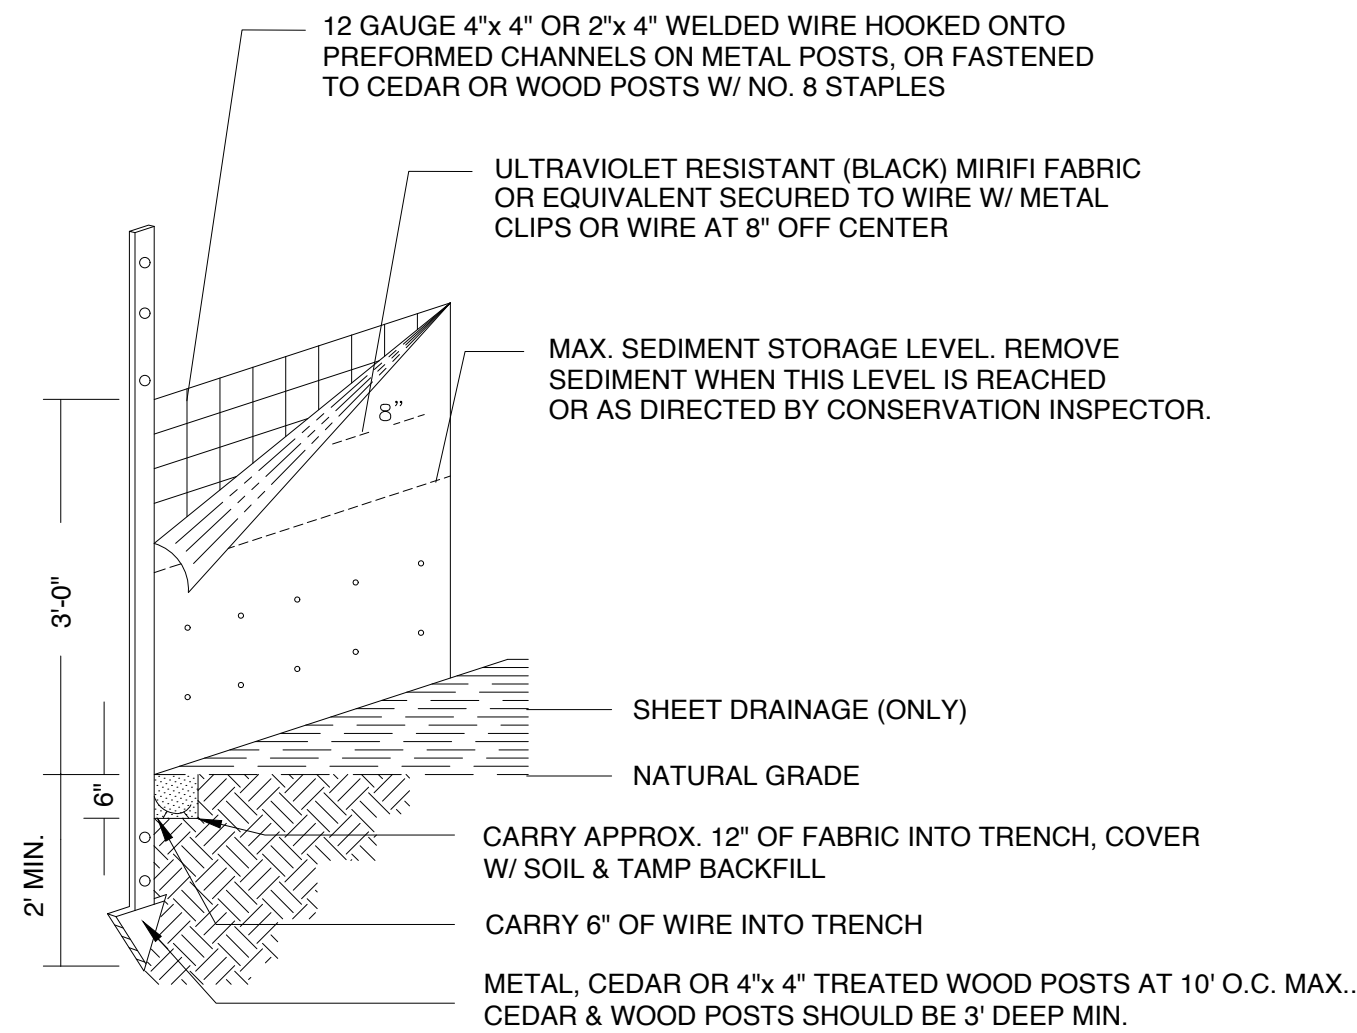 12 GAUGE 4"x 4" OR 2"x 4" WELDED WIRE HOOKED ONTO
PREFORMED CHANNELS ON METAL POSTS, OR FASTENED
TO CEDAR OR WOOD POSTS W/ NO. 8 STAPLES
ULTRAVIOLET RESISTANT (BLACK) MIRIFI FABRIC
OR EQUIVALENT SECURED TO WIRE W/ METAL
CLIPS OR WIRE AT 8" OFF CENTER
MAX. SEDIMENT STORAGE LEVEL. REMOVE
SEDIMENT WHEN THIS LEVEL IS REACHED
OR AS DIRECTED BY CONSERVATION INSPECTOR.
8”
3'-0"
SHEET DRAINAGE (ONLY)
NATURAL GRADE
6"
2' MIN.
CARRY APPROX. 12" OF FABRIC INTO TRENCH, COVER
W/ SOIL & TAMP BACKFILL
CARRY 6" OF WIRE INTO TRENCH
METAL, CEDAR OR 4"x 4" TREATED WOOD POSTS AT 10' O.C. MAX..
CEDAR & WOOD POSTS SHOULD BE 3' DEEP MIN.